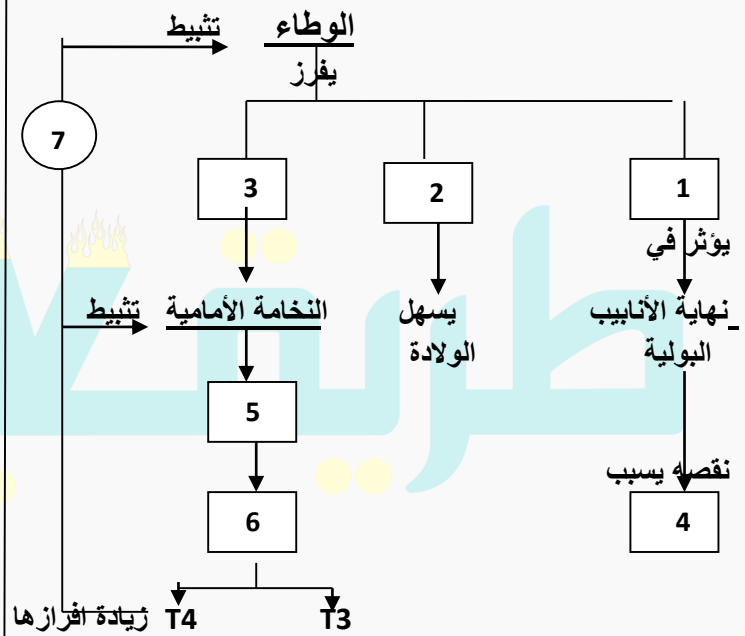 الوطاء
تثبيط
يفرز
7
1
2
3
يؤثر في
نهاية الأنابيب
البولية
يسهل
الولادة
النخامة الأمامية
تثبيط
5
نقصه يسبب
4
6
T3
T4
زيادة افرازها
طريقك